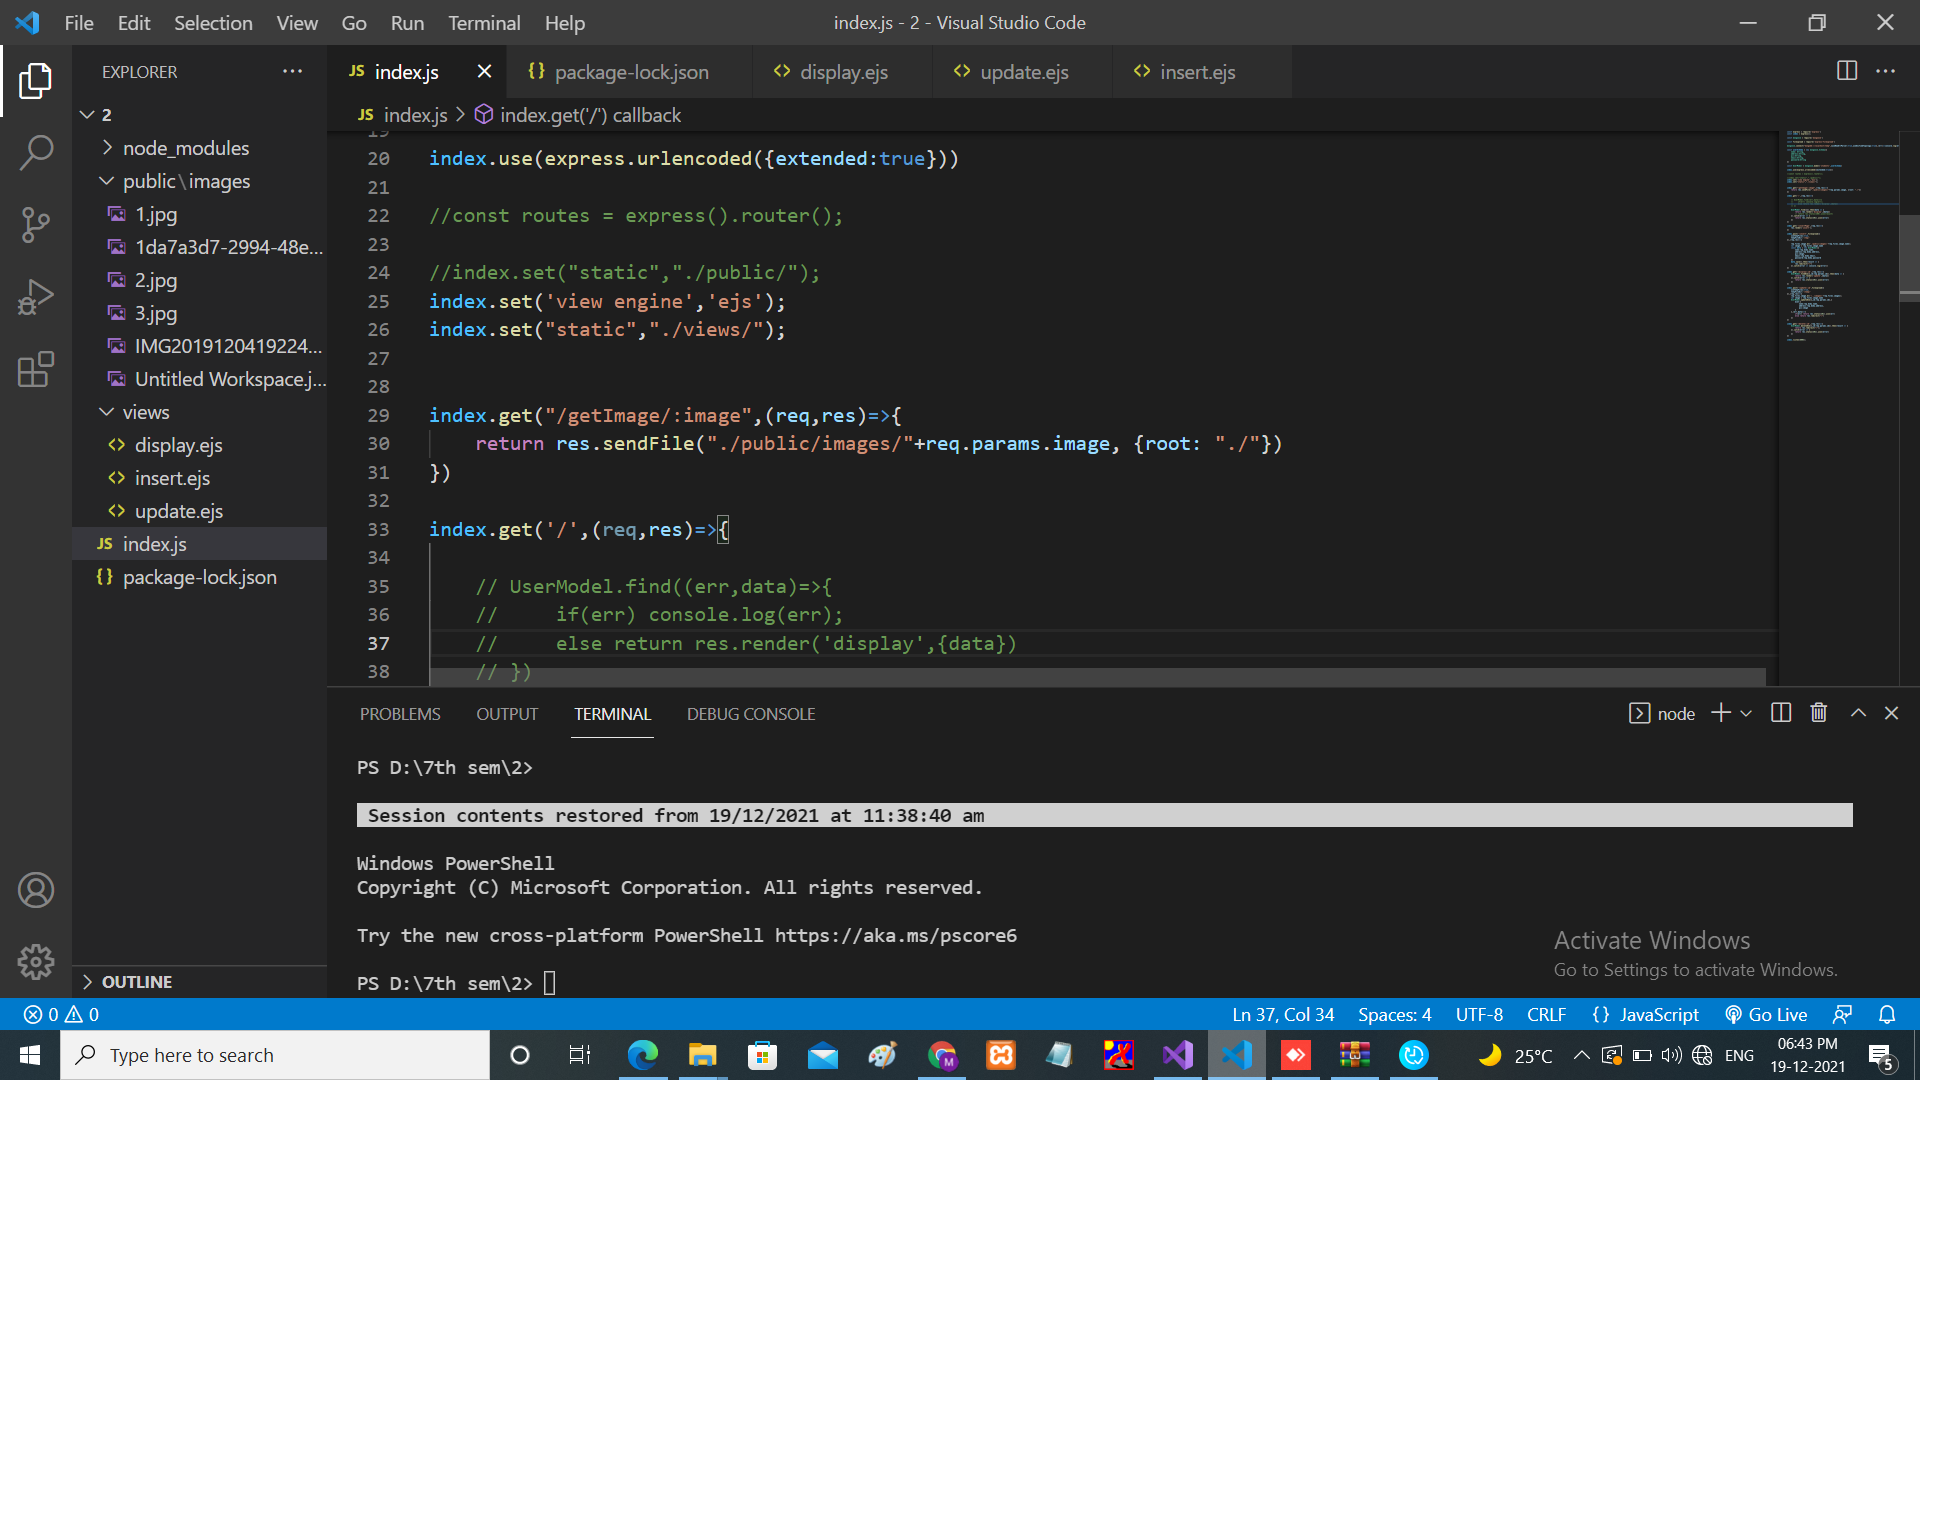 File Edit Selection View Go Run Terminal Help
index.js - 2 - Visual Studio Code
EXPLORER
2
node_modules
public\images
1.jpg
1da7a3d7-2994-48e...
2.jpg
3.jpg
IMG2019120419224...
Untitled Workspace.j...
views
display.ejs
insert.ejs
update.ejs
JS index.js
{} package-lock.json
OUTLINE
JS index.js
{} package-lock.json
<> display.ejs
<> update.ejs
<> insert.ejs
JS index.js > index.get('/') callback
19
20 index.use(express.urlencoded({extended:true}))
21
22 //const routes = express().router();
23
24 //index.set("static","./public/");
25 index.set('view engine','ejs');
26 index.set("static","./views/");
27
28
29 index.get("/getImage/:image",(req,res)=>{
30 return res.sendFile("./public/images/"+req.params.image, {root: "./"})
31 })
32
33 index.get('/',(req,res)=>{
34
35 // UserModel.find((err,data)=>{
36 // if(err) console.log(err);
37 // else return res.render('display',{data})
38 // })
PROBLEMS OUTPUT TERMINAL DEBUG CONSOLE
node
PS D:\7th sem\2>
Session contents restored from 19/12/2021 at 11:38:40 am
Windows PowerShell
Copyright (C) Microsoft Corporation. All rights reserved.
Try the new cross-platform PowerShell https://aka.ms/pscore6
PS D:\7th sem\2>
Activate Windows
Go to Settings to activate Windows.
0 0
Ln 37, Col 34 Spaces: 4 UTF-8 CRLF {} JavaScript Go Live
Type here to search
M
25°C
ENG
06:43 PM
19-12-2021
5